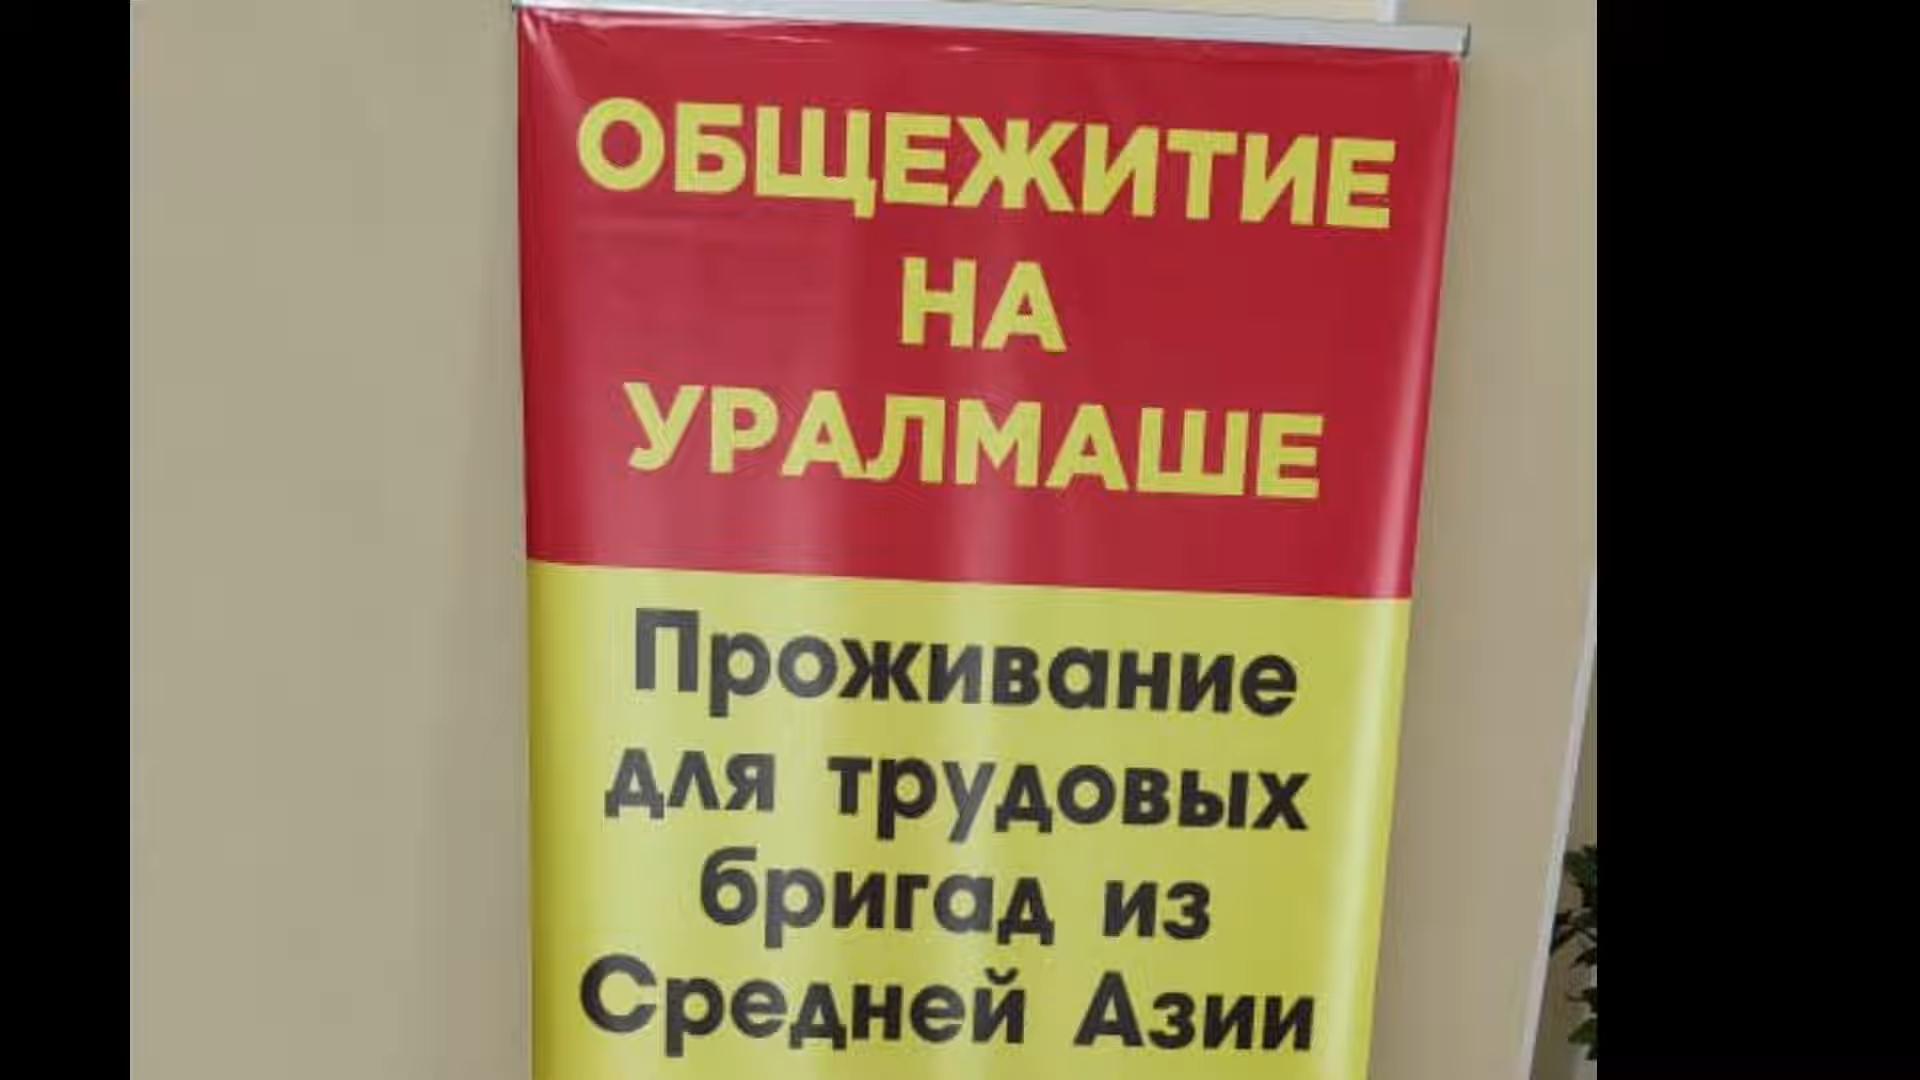 ОБЩЕЖИТИЕ
НА
УРАЛМАШЕ
Проживание
для трудовых
бригад из
Средней Азии